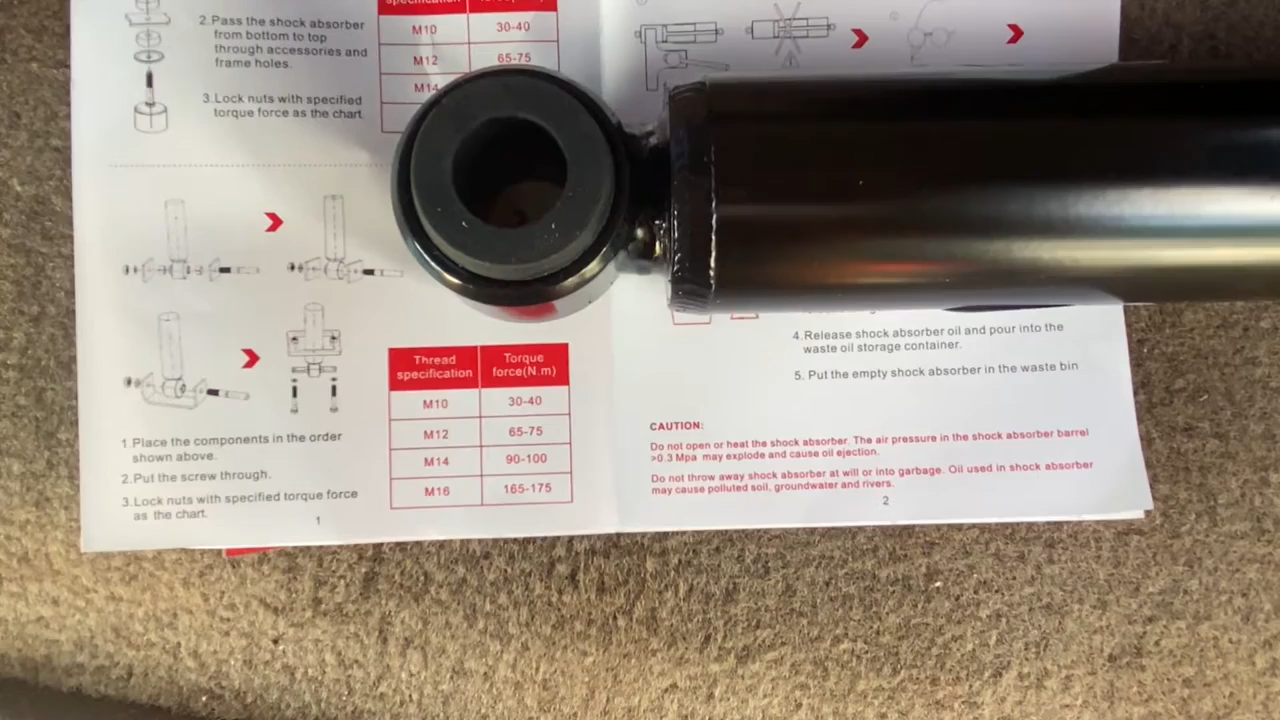 2.Pass the shock absorber
from bottom to top
through accessories and
frame holes.
3.Lock nuts with specified
torque force as the chart.
specification
M10 30-40
M12 65-75
M14
1.Place the components in the order
shown above.
2.Put the screw through.
3.Lock nuts with specified torque force
as the chart.
Thread
specification
Torque
force(N.m)
M10 30-40
M12 65-75
M14 90-100
M16 165-175
1
4.Release shock absorber oil and pour into the
waste oil storage container.
5. Put the empty shock absorber in the waste bin
CAUTION:
Do not open or heat the shock absorber. The air pressure in the shock absorber barrel
>0.3 Mpa may explode and cause oil ejection.
Do not throw away shock absorber at will or into garbage. Oil used in shock absorber
may cause polluted soil, groundwater and rivers.
2